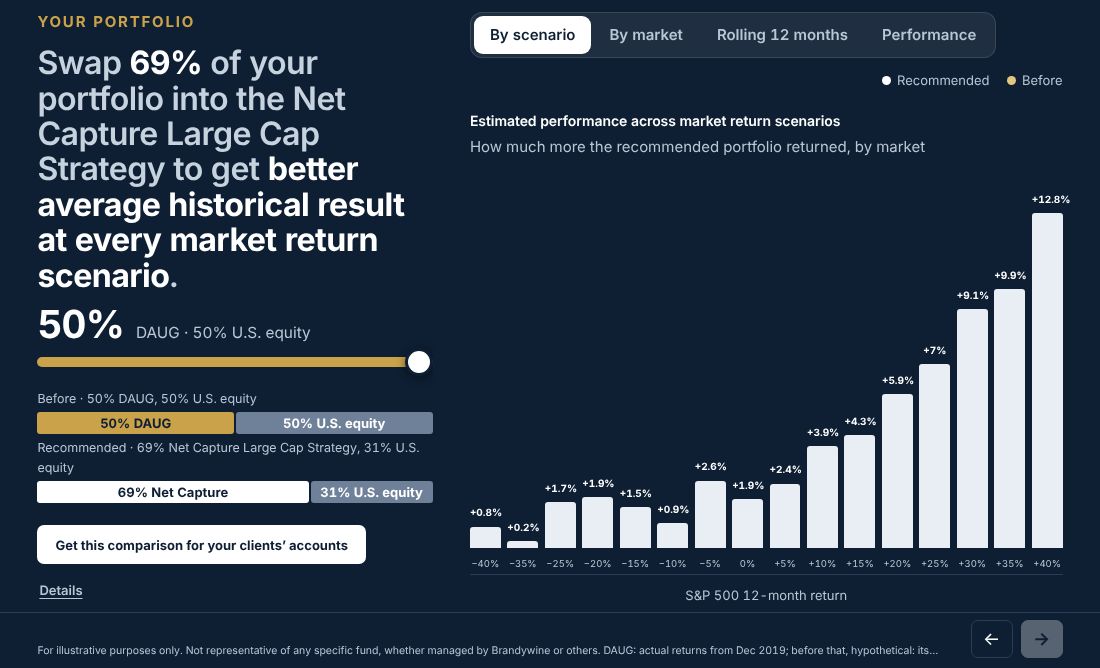 YOUR PORTFOLIO
Swap 69% of your
portfolio into the Net
Capture Large Cap
Strategy to get better
average historical result
at every market return
scenario.
50% DAUG · 50% U.S. equity
Before · 50% DAUG, 50% U.S. equity
50% DAUG 50% U.S. equity
Recommended · 69% Net Capture Large Cap Strategy, 31% U.S.
equity
69% Net Capture 31% U.S. equity
Get this comparison for your clients’ accounts
Details
By scenario By market Rolling 12 months Performance
Recommended Before
Estimated performance across market return scenarios
How much more the recommended portfolio returned, by market
+0.8% +0.2% +1.7% +1.9% +1.5% +0.9% +2.6% +1.9% +2.4% +3.9% +4.3% +5.9% +7% +9.1% +9.9% +12.8%
−40% −35% −25% −20% −15% −10% −5% 0% +5% +10% +15% +20% +25% +30% +35% +40%
S&P 500 12-month return
For illustrative purposes only. Not representative of any specific fund, whether managed by Brandywine or others. DAUG: actual returns from Dec 2019; before that, hypothetical: its…